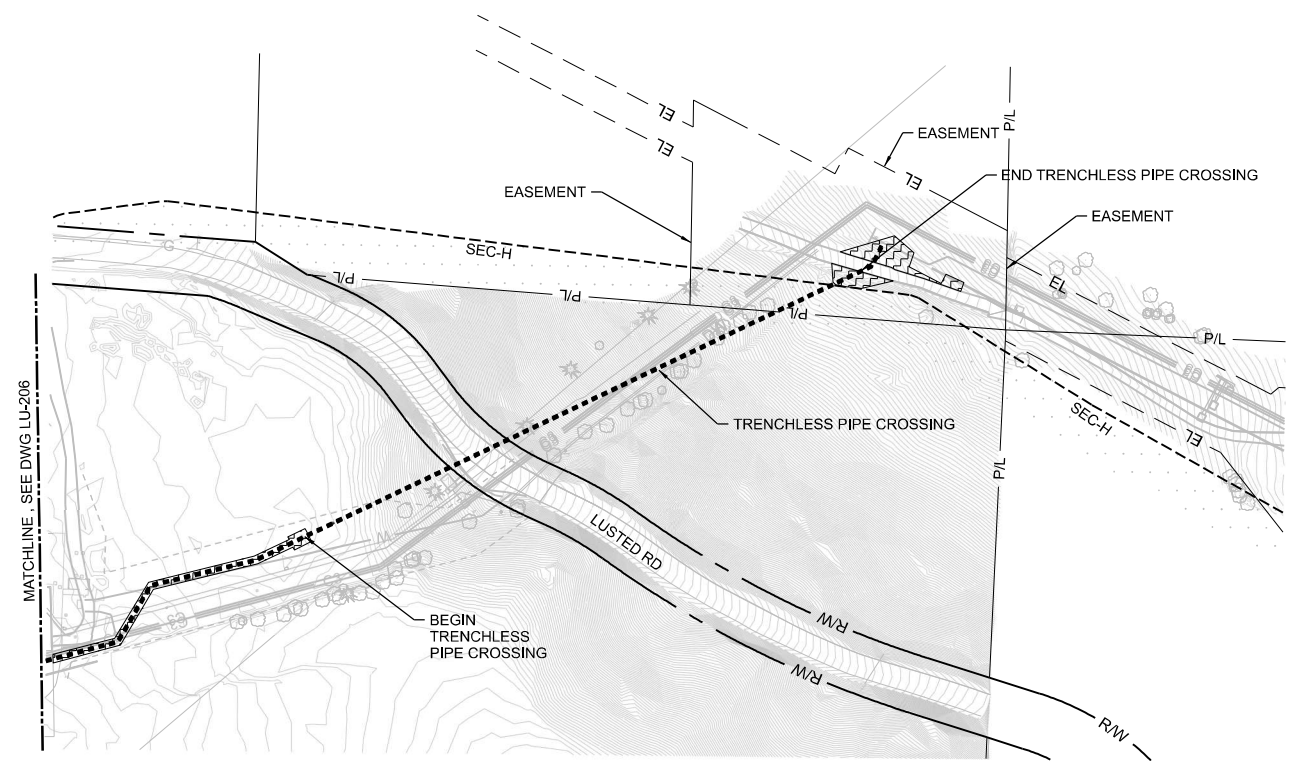 EL
EL
EASEMENT
P/L
EL
END TRENCHLESS PIPE CROSSING
EASEMENT
EASEMENT
G
SEC-H
P/L
P/L
P/L
EL
P/L
MATCHLINE , SEE DWG LU-206
TRENCHLESS PIPE CROSSING
SEC-H
EL
P/L
LUSTED RD
BEGIN
TRENCHLESS
PIPE CROSSING
R/W
R/W
R/W